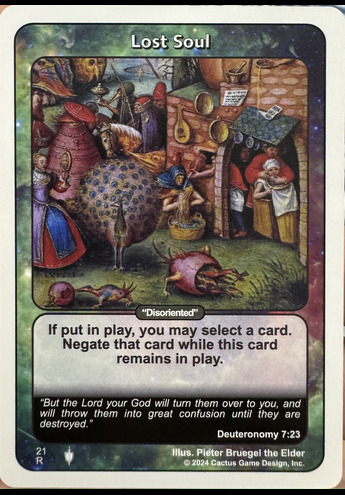 Lost Soul
"Disoriented"
If put in play, you may select a card.
Negate that card while this card
remains in play.
"But the Lord your God will turn them over to you, and
will throw them into great confusion until they are
destroyed."
Deuteronomy 7:23
21
R
Illus. Pieter Bruegel the Elder
© 2024 Cactus Game Design, Inc.